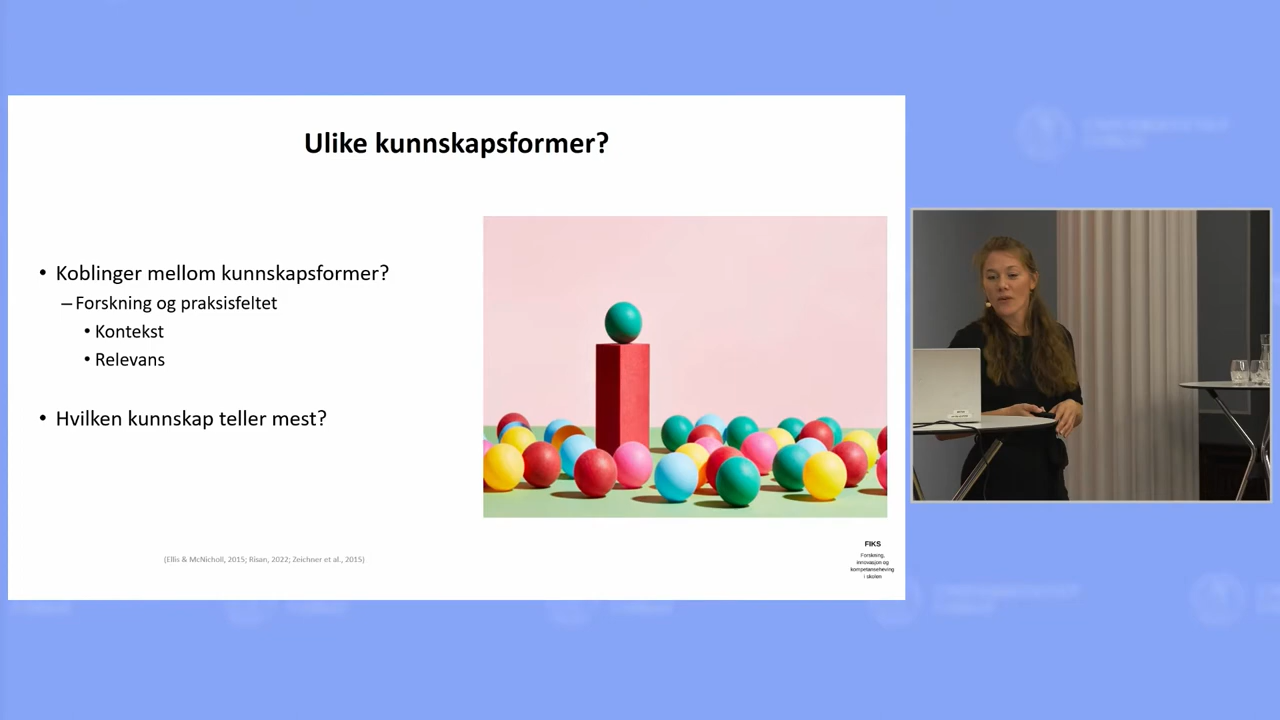 Ulike kunnskapsformer?
• Koblinger mellom kunnskapsformer?
– Forskning og praksisfeltet
• Kontekst
• Relevans
• Hvilken kunnskap teller mest?
(Ellis & McNicholl, 2015; Risan, 2022; Zeichner et al., 2015)
FIKS
Forskning,
innovasjon og
kompetanseheving
i skolen